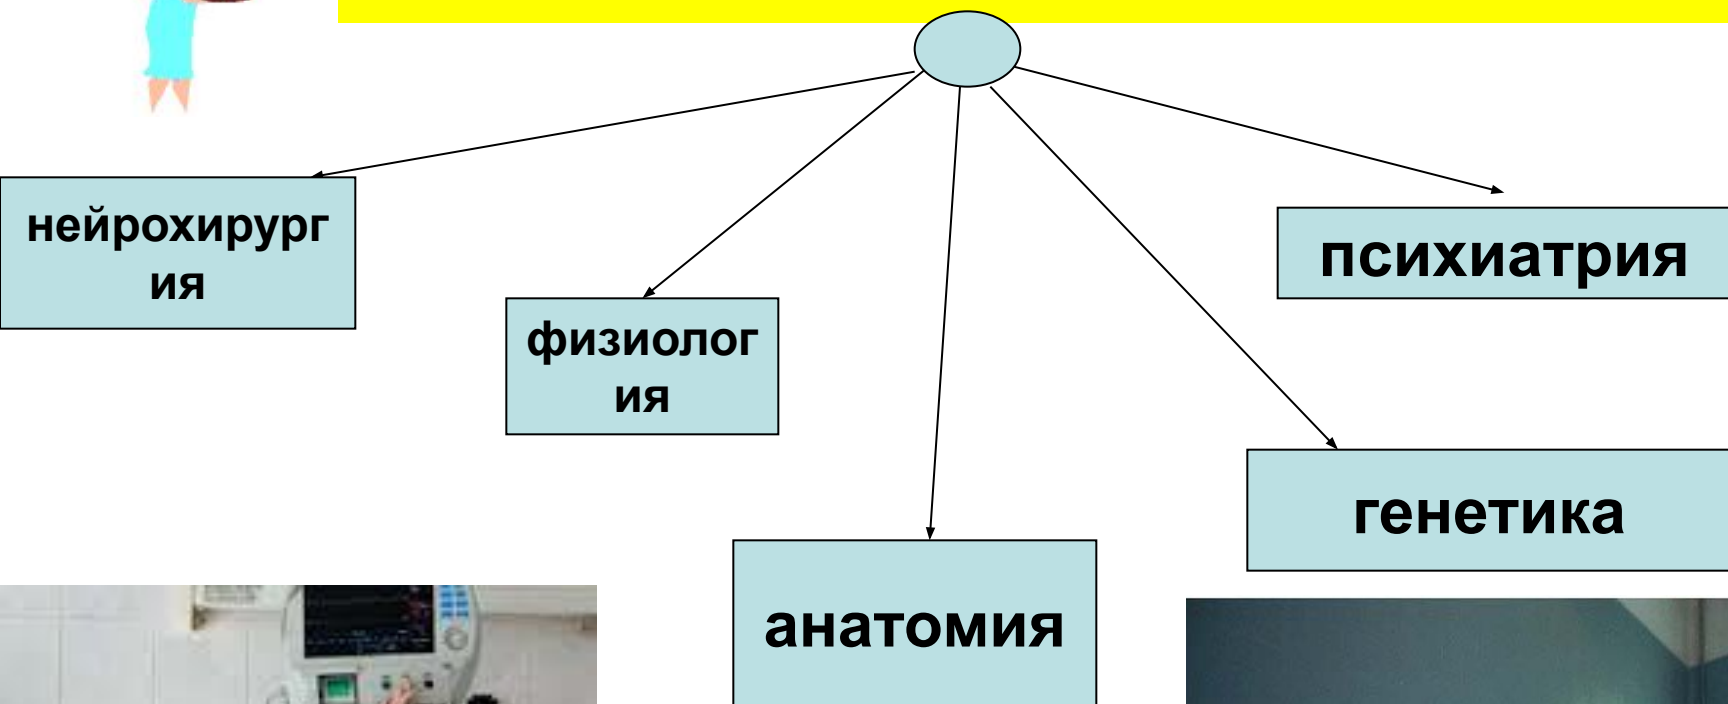 нейрохирург
ия
физиолог
ия
анатомия
генетика
психиатрия